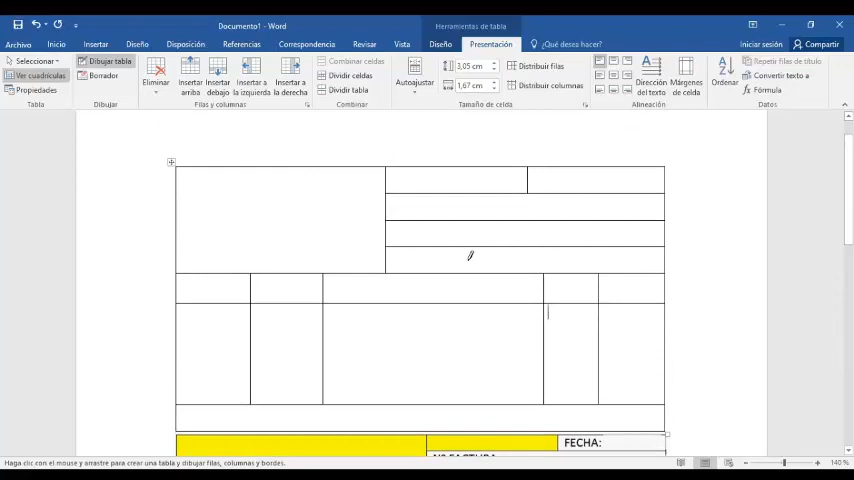 Documento1 - Word
Herramientas de tabla
Archivo
Inicio
Insertar
Diseño
Disposición
Referencias
Correspondencia
Revisar
Vista
Diseño
Presentación
¿Qué desea hacer?
Iniciar sesión
Compartir
Seleccionar
Ver cuadrículas
Propiedades
Tabla
Dibujar tabla
Borrador
Dibujar
Eliminar
Insertar arriba
Insertar debajo
Insertar a la izquierda
Insertar a la derecha
Filas y columnas
Combinar celdas
Dividir celdas
Dividir tabla
Combinar
Autoajustar
3,05 cm
1,67 cm
Distribuir filas
Distribuir columnas
Tamaño de celda
Dirección del texto
Márgenes de celda
Alineación
Ordenar
Repetir filas de título
Convertir texto a
Fórmula
Datos
FECHA:
Nº FACTURA
Haga clic con el mouse y arrastre para crear una tabla y dibujar filas, columnas y bordes.
140 %